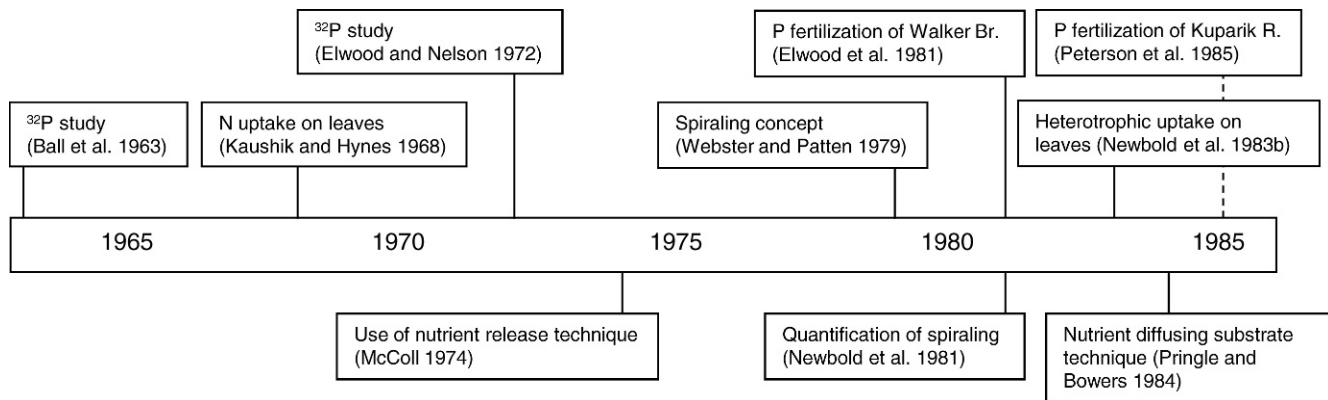 ³²P study
(Elwood and Nelson 1972)
P fertilization of Walker Br.
(Elwood et al. 1981)
P fertilization of Kuparik R.
(Peterson et al. 1985)
³²P study
(Ball et al. 1963)
N uptake on leaves
(Kaushik and Hynes 1968)
Spiraling concept
(Webster and Patten 1979)
Heterotrophic uptake on
leaves (Newbold et al. 1983b)
1965 1970 1975 1980 1985
Use of nutrient release technique
(McColl 1974)
Quantification of spiraling
(Newbold et al. 1981)
Nutrient diffusing substrate
technique (Pringle and
Bowers 1984)